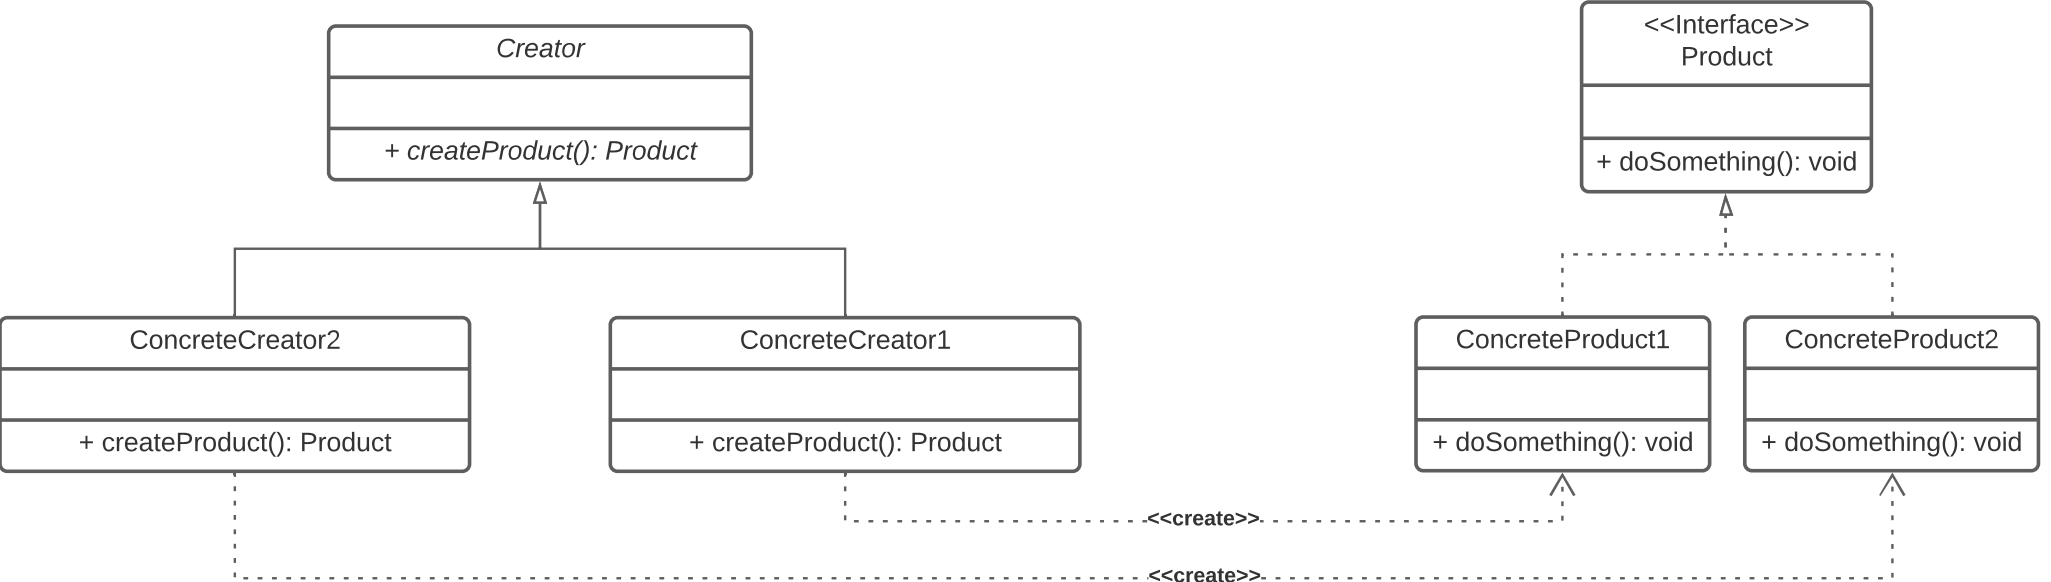 Creator
+ createProduct(): Product
<<Interface>>
Product
+ doSomething(): void
ConcreteCreator2
+ createProduct(): Product
ConcreteCreator1
+ createProduct(): Product
ConcreteProduct1
+ doSomething(): void
ConcreteProduct2
+ doSomething(): void
<<create>>
<<create>>